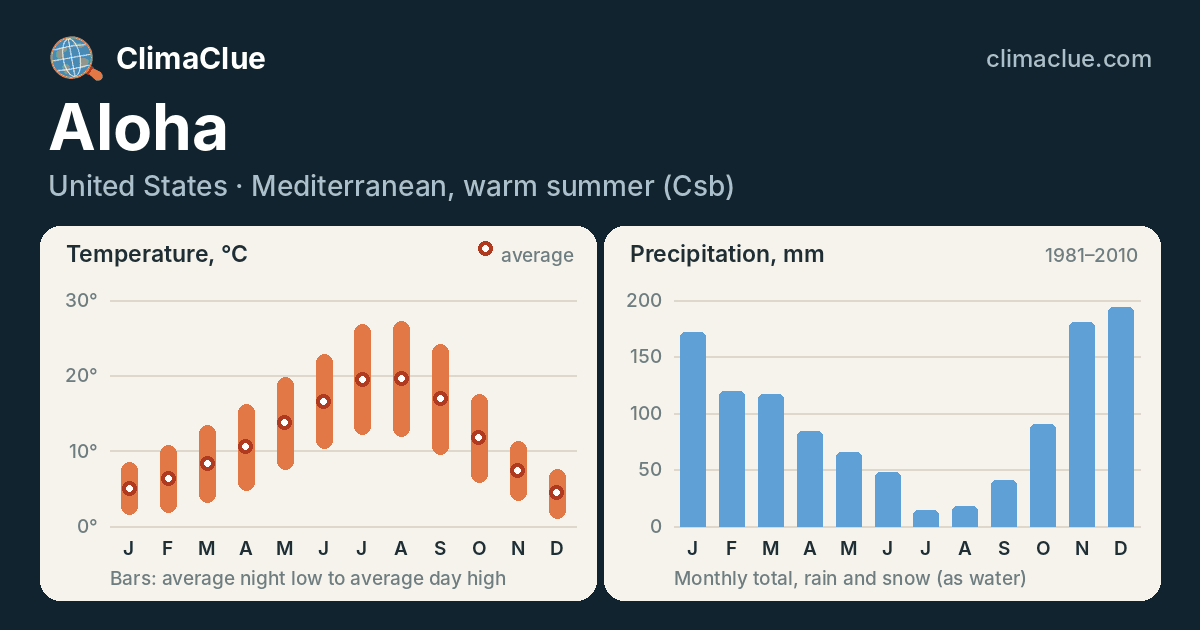 ClimaClue
climaclue.com
Aloha
United States · Mediterranean, warm summer (Csb)
Temperature, °C
average
30°
20°
10°
0°
J F M A M J J A S O N D
Bars: average night low to average day high
Precipitation, mm
1981–2010
200
150
100
50
0
J F M A M J J A S O N D
Monthly total, rain and snow (as water)